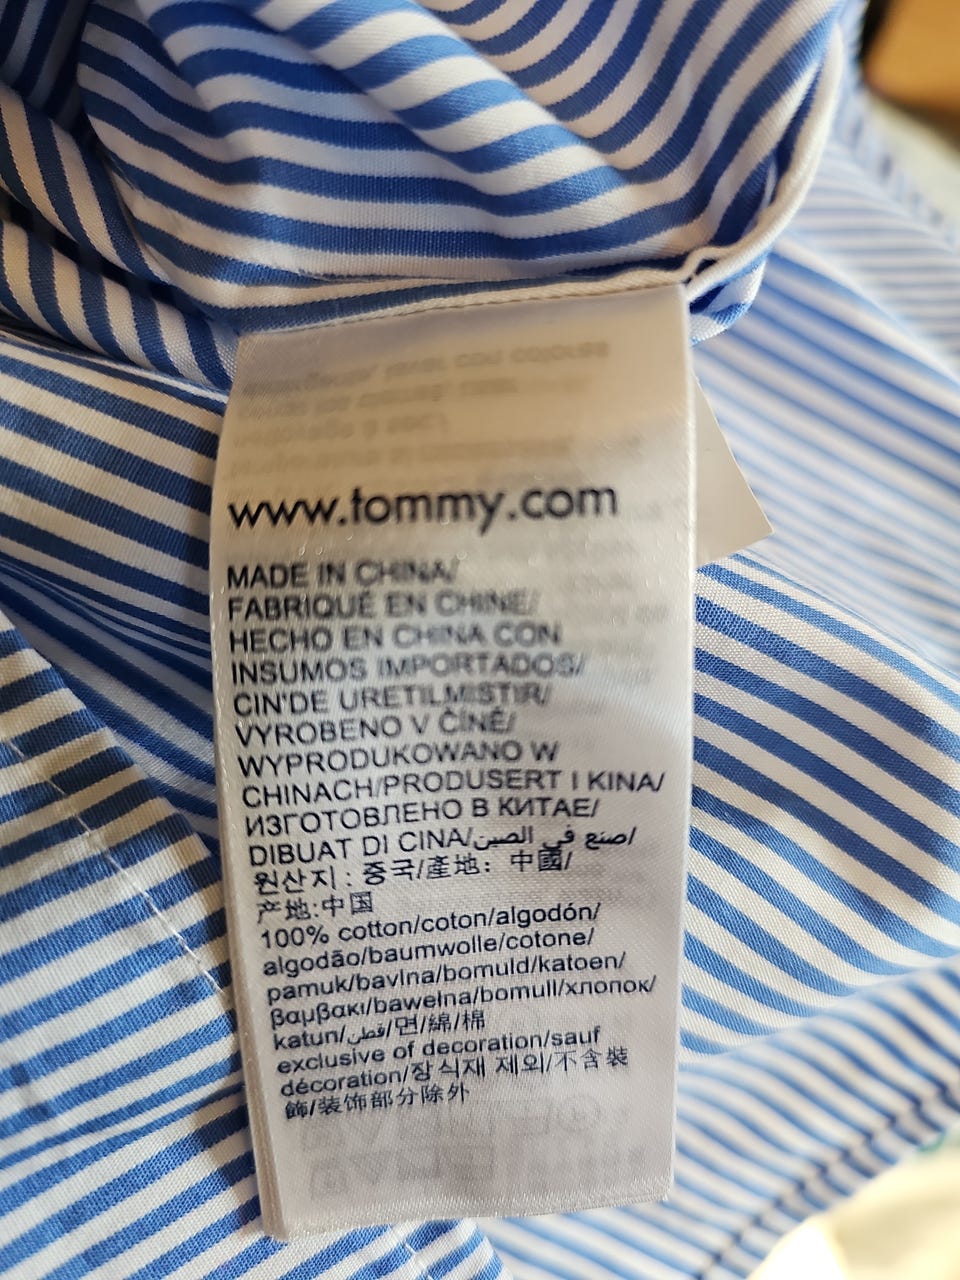 www.tommy.com
MADE IN CHINA/
FABRIQUÉ EN CHINE/
HECHO EN CHINA CON
INSUMOS IMPORTADOS/
CIN'DE URETILMISTIR/
VYROBENO V ČÍNĚ/
WYPRODUKOWANO W
CHINACH/PRODUSERT I KINA/
ИЗГОТОВЛЕНО В КИТАЕ/
DIBUAT DI CINA/صنع في الصين/
원산지: 중국/產地: 中國/
产地:中国
100% cotton/coton/algodón/
algodão/baumwolle/cotone/
pamuk/bavlna/bomuld/katoen/
βαμβακι/bawełna/bomull/хлопок/
katun/قطن/면/綿/棉
exclusive of decoration/sauf
décoration/장식재 제외/不含裝
飾/装饰部分除外